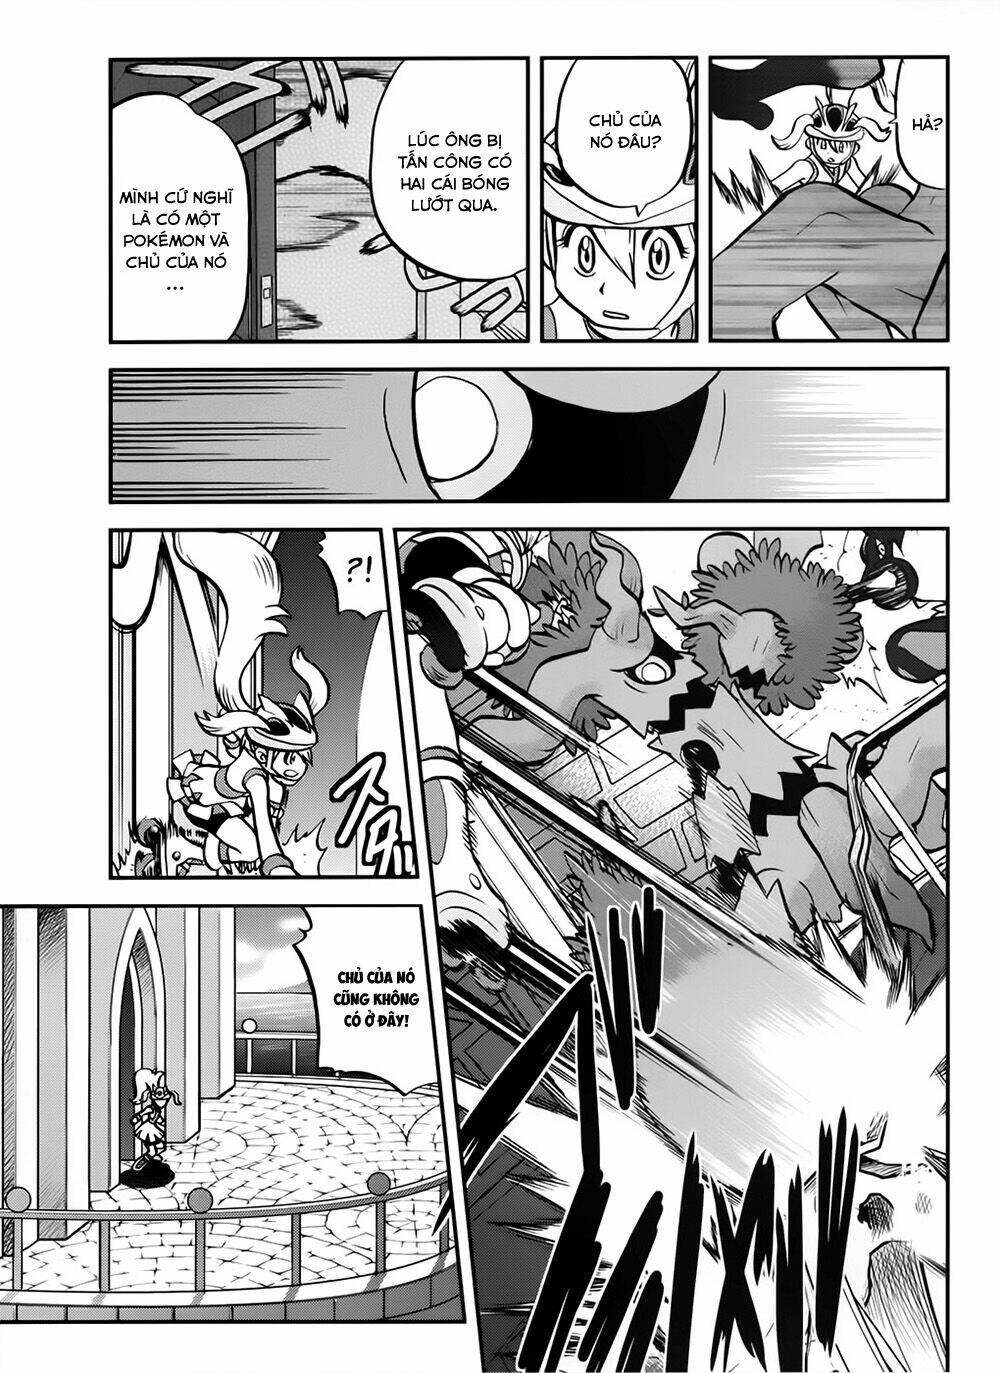 HẢ?
CHỦ CỦA
NÓ ĐÂU?
LÚC ÔNG BỊ
TẤN CÔNG CÓ
HAI CÁI BÓNG
LƯỚT QUA.
MÌNH CỨ NGHĨ
LÀ CÓ MỘT
POKÉMON VÀ
CHỦ CỦA NÓ
...
?!
CHỦ CỦA NÓ
CŨNG KHÔNG
CÓ Ở ĐÂY!